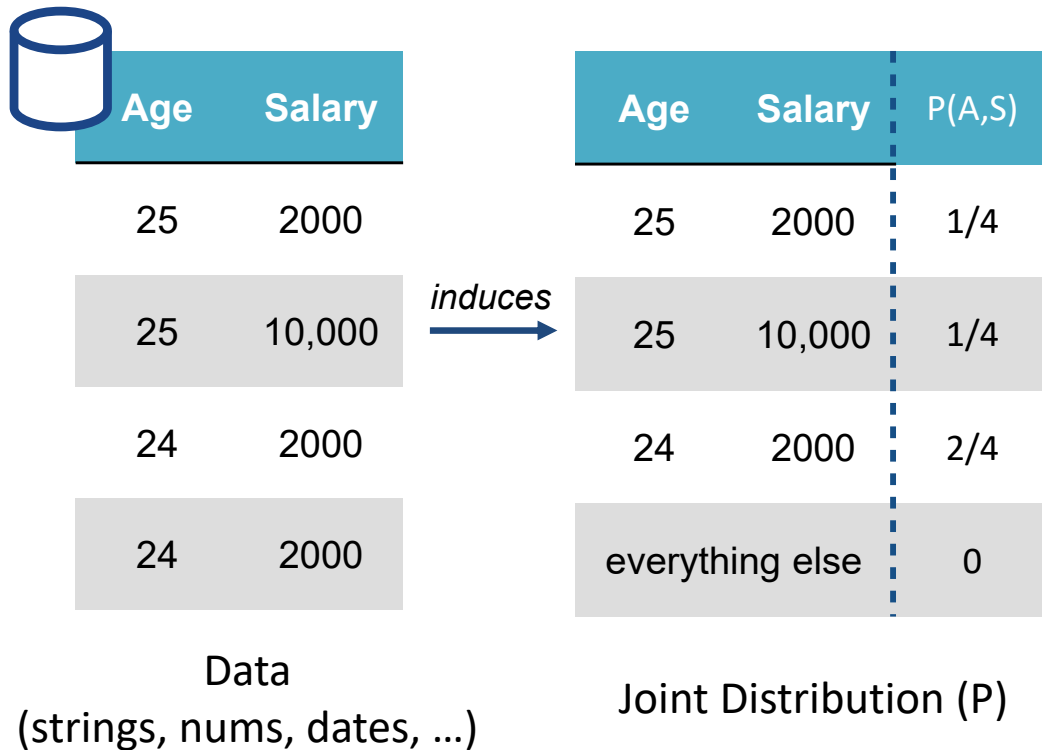 Age Salary
25 2000
25 10,000
24 2000
24 2000
Data
(strings, nums, dates, …)
induces
Age Salary P(A,S)
25 2000 1/4
25 10,000 1/4
24 2000 2/4
everything else 0
Joint Distribution (P)